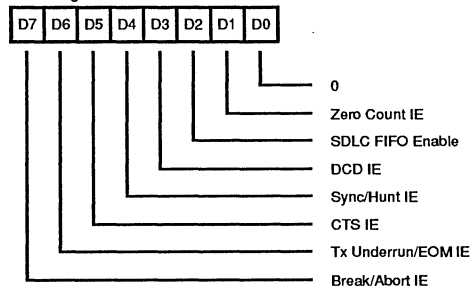 D7 D6 D5 D4 D3 D2 D1 D0
0
Zero Count IE
SDLC FIFO Enable
DCD IE
Sync/Hunt IE
CTS IE
Tx Underrun/EOM IE
Break/Abort IE